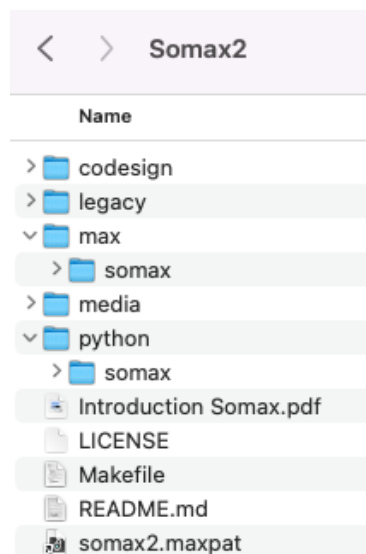 Somax2
Name
codesign
legacy
max
somax
media
python
somax
Introduction Somax.pdf
LICENSE
Makefile
README.md
somax2.maxpat